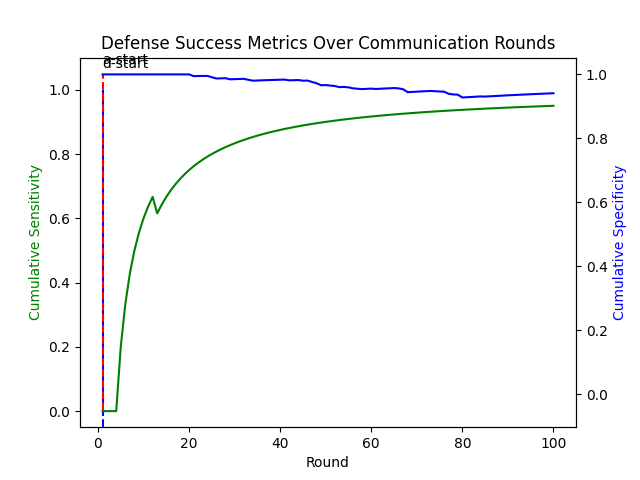 Defense Success Metrics Over Communication Rounds
a-start
d-start
1.0
0.8
0.6
0.4
0.2
0.0
Cumulative Sensitivity
1.0
0.8
0.6
0.4
0.2
0.0
Cumulative Specificity
0 20 40 60 80 100
Round